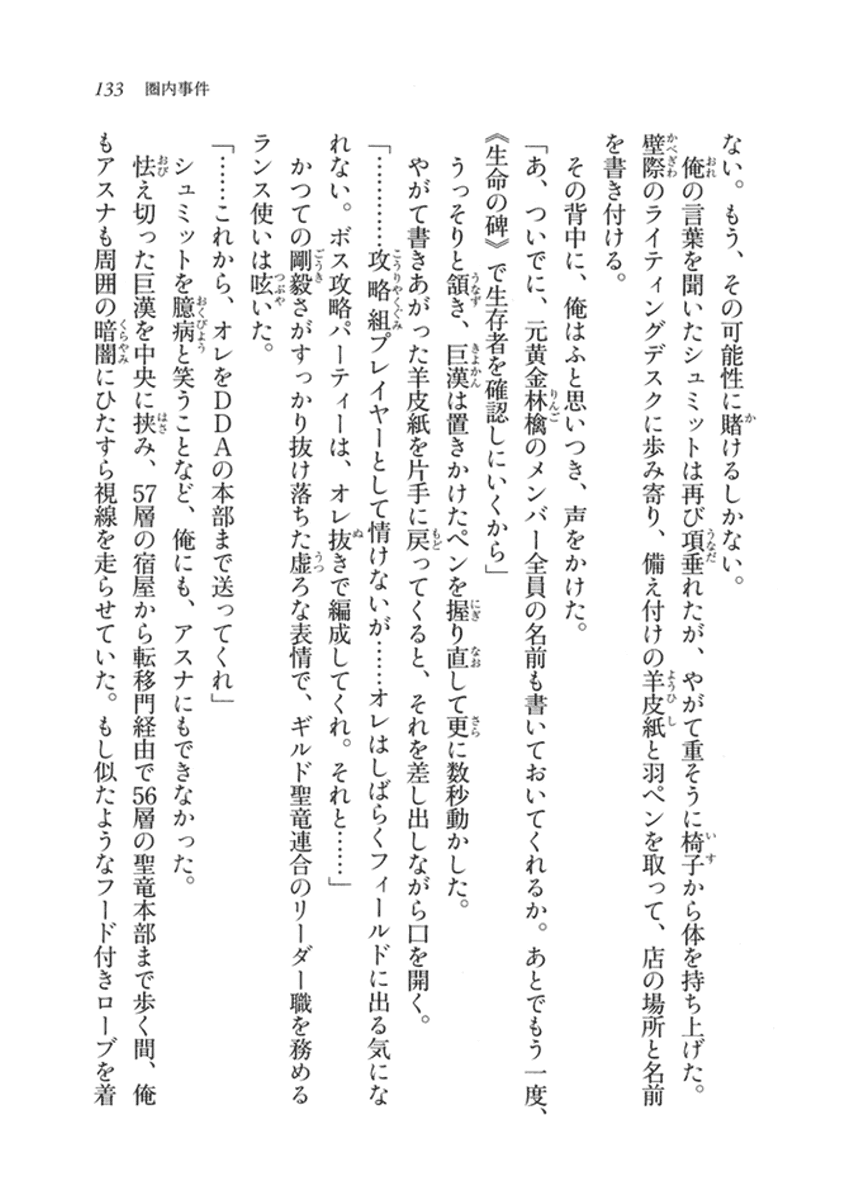 133 圏内事件
ない。もう、その可能性に賭けるしかない。
俺の言葉を聞いたシュミットは再び項垂れたが、やがて重そうに椅子から体を持ち上げた。
壁際のライティングデスクに歩み寄り、備え付けの羊皮紙と羽ペンを取って、店の場所と名前
を書き付ける。
その背中に、俺はふと思いつき、声をかけた。
「あ、ついでに、元黄金林檎のメンバー全員の名前も書いておいてくれるか。あとでもう一度、
《生命の碑》で生存者を確認しにいくから」
うっそりと頷き、巨漢は置きかけたペンを握り直して更に数秒動かした。
やがて書きあがった羊皮紙を片手に戻ってくると、それを差し出しながら口を開く。
「…………攻略組プレイヤーとして情けないが……オレはしばらくフィールドに出る気にな
れない。ボス攻略パーティーは、オレ抜きで編成してくれ。それと……」
かつての剛毅さがすっかり抜け落ちた虚ろな表情で、ギルド聖竜連合のリーダー職を務める
ランス使いは呟いた。
「……これから、オレをDDAの本部まで送ってくれ」
シュミットを臆病と笑うことなど、俺にも、アスナにもできなかった。
怯え切った巨漢を中央に挟み、57層の宿屋から転移門経由で56層の聖竜本部まで歩く間、俺
もアスナも周囲の暗闇にひたすら視線を走らせていた。もし似たようなフード付きローブを着